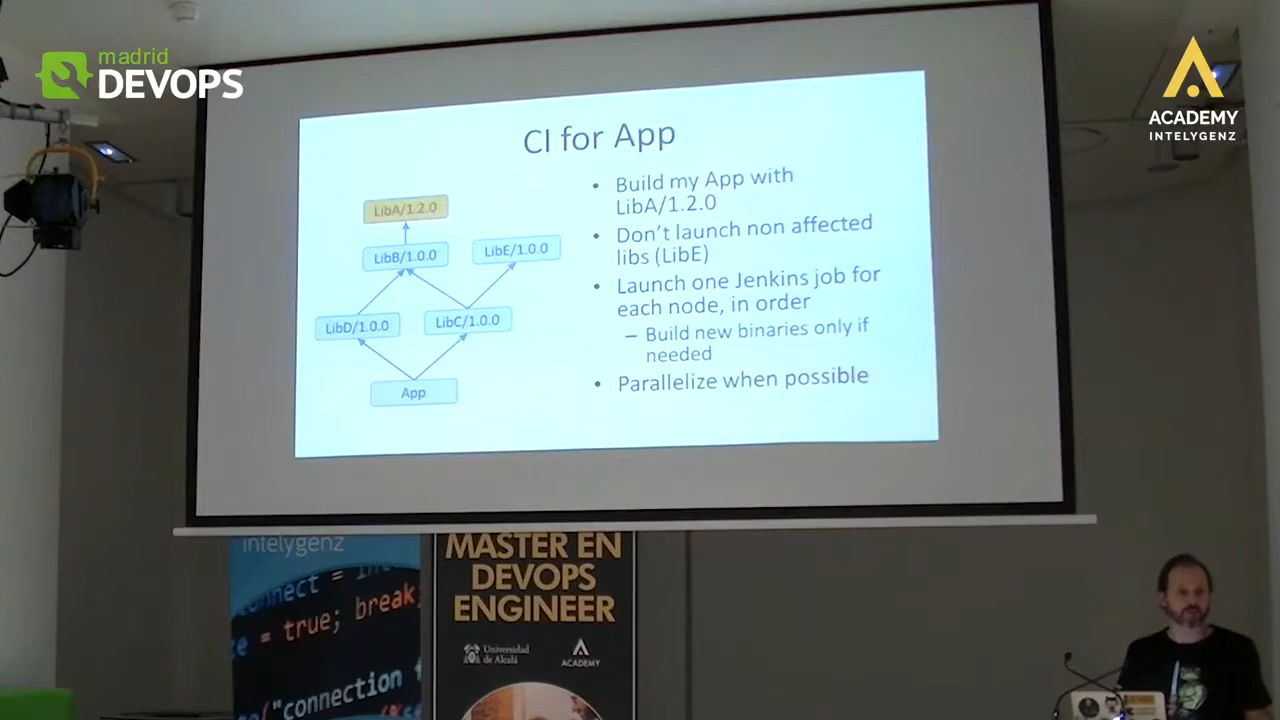 madrid
DEVOPS
ACADEMY
INTELYGENZ
CI for App
LibA/1.2.0
LibB/1.0.0
LibE/1.0.0
LibD/1.0.0
LibC/1.0.0
App
• Build my App with
LibA/1.2.0
• Don't launch non affected
libs (LibE)
• Launch one Jenkins job for
each node, in order
– Build new binaries only if
needed
• Parallelize when possible
intelygenz
= true; break;
("connection
MASTER EN
DEVOPS
ENGINEER
Universidad
de Alcalá
ACADEMY